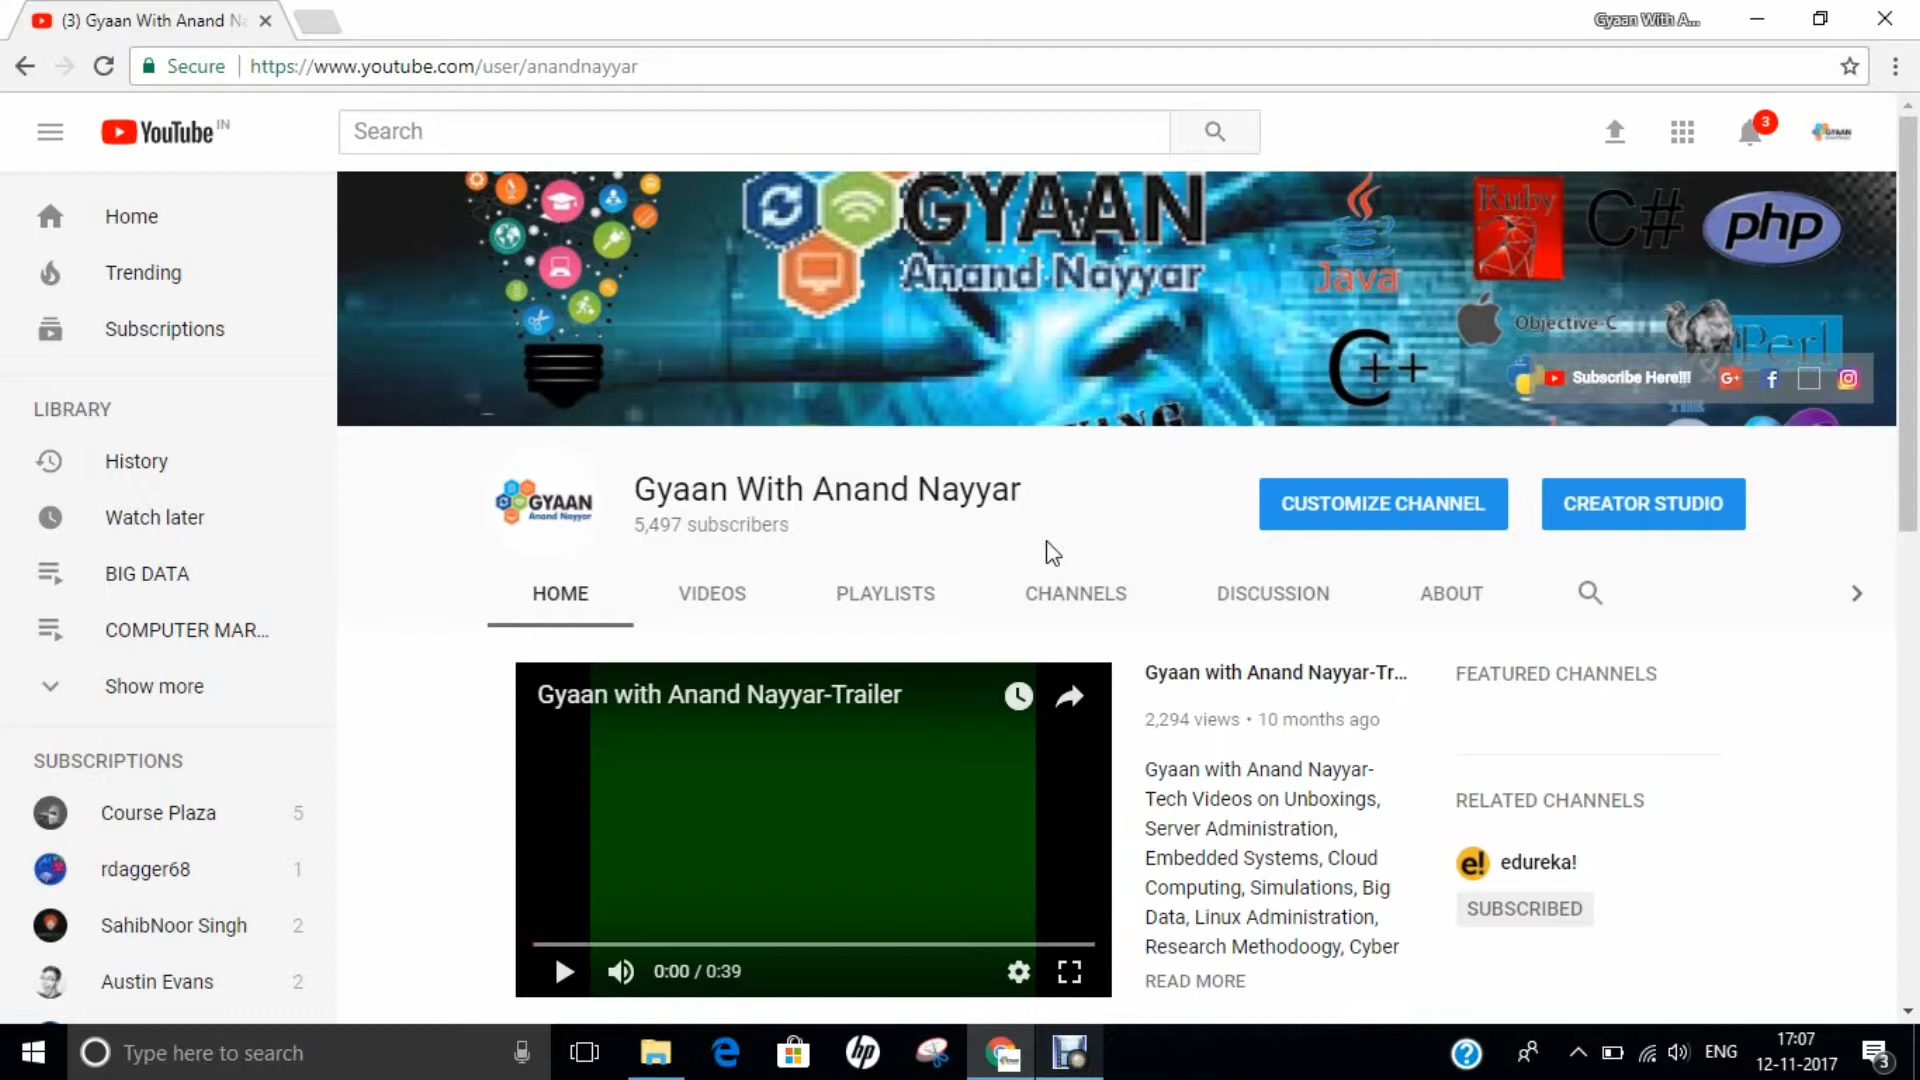 (3) Gyaan With Anand Na
Gyaan With A...
Secure
https://www.youtube.com/user/anandnayyar
YouTube IN
Search
3
GYAAN
Home
Trending
Subscriptions
LIBRARY
History
Watch later
BIG DATA
COMPUTER MAR...
Show more
SUBSCRIPTIONS
Course Plaza 5
rdagger68 1
SahibNoor Singh 2
Austin Evans 2
GYAAN
Anand Nayyar
Java
Ruby
C#
php
Objective-C
Perl
C++
Subscribe Here!!!
G+
THE
GYAAN
Anand Nayyar
Gyaan With Anand Nayyar
5,497 subscribers
CUSTOMIZE CHANNEL
CREATOR STUDIO
HOME
VIDEOS
PLAYLISTS
CHANNELS
DISCUSSION
ABOUT
Gyaan with Anand Nayyar-Trailer
0:00 / 0:39
Gyaan with Anand Nayyar-Tr...
2,294 views • 10 months ago
Gyaan with Anand Nayyar-
Tech Videos on Unboxings,
Server Administration,
Embedded Systems, Cloud
Computing, Simulations, Big
Data, Linux Administration,
Research Methodoogy, Cyber
READ MORE
FEATURED CHANNELS
RELATED CHANNELS
e!
edureka!
SUBSCRIBED
Type here to search
hp
ENG
17:07
12-11-2017
3